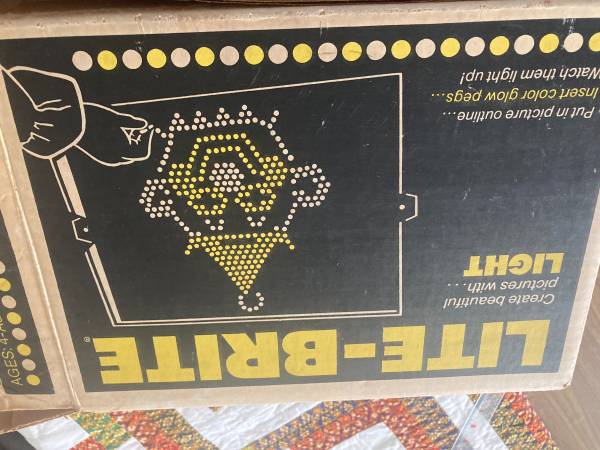 LITE-BRITE®
Create beautiful
pictures with....
LIGHT
Put in picture outline...
Insert color glow pegs...
Watch them light up!
AGES: 4-